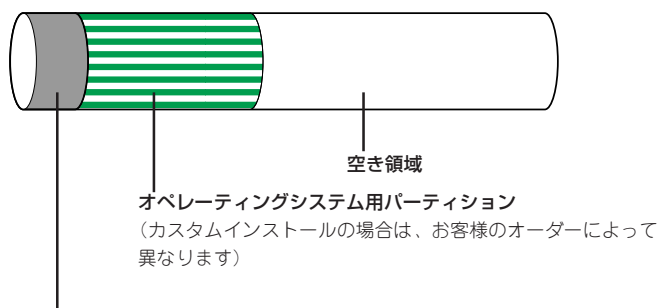 空き領域
オペレーティングシステム用パーティション
（カスタムインストールの場合は、お客様のオーダーによって
異なります）